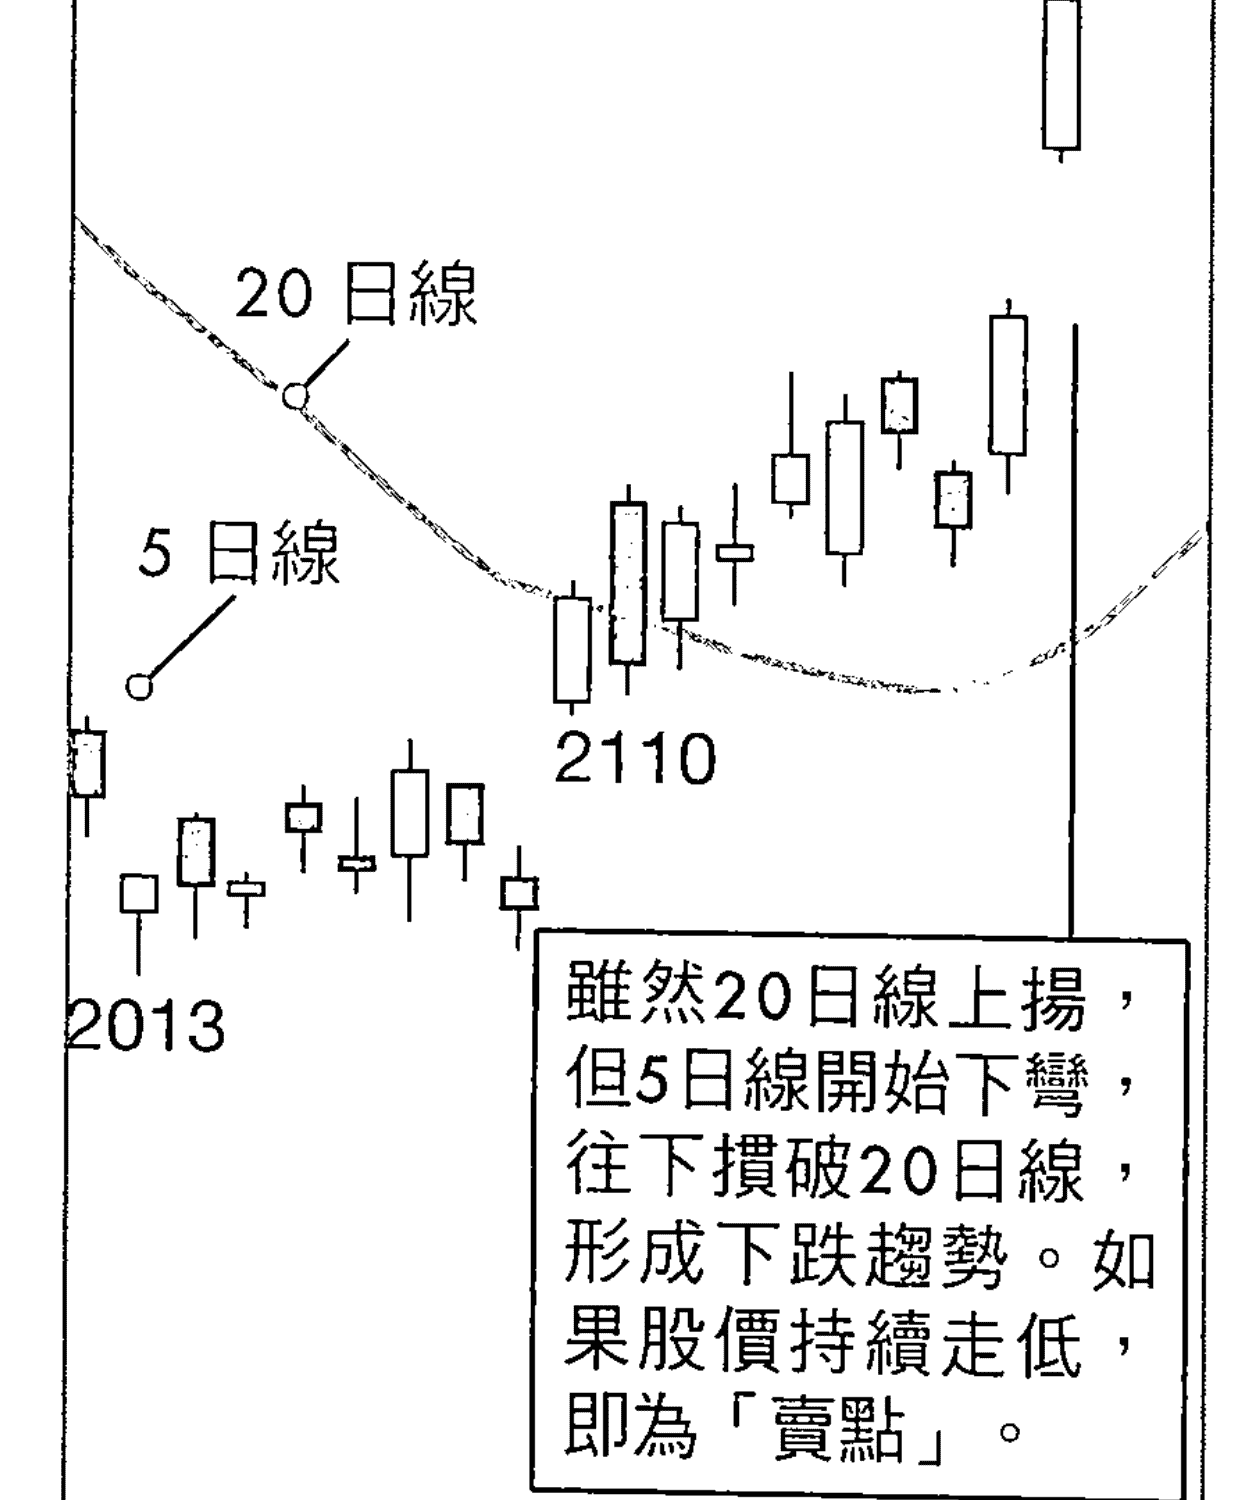 20 日線
5 日線
2110
2013
雖然20日線上揚，
但5日線開始下彎，
往下摜破20日線，
形成下跌趨勢。如
果股價持續走低，
即為「賣點」。